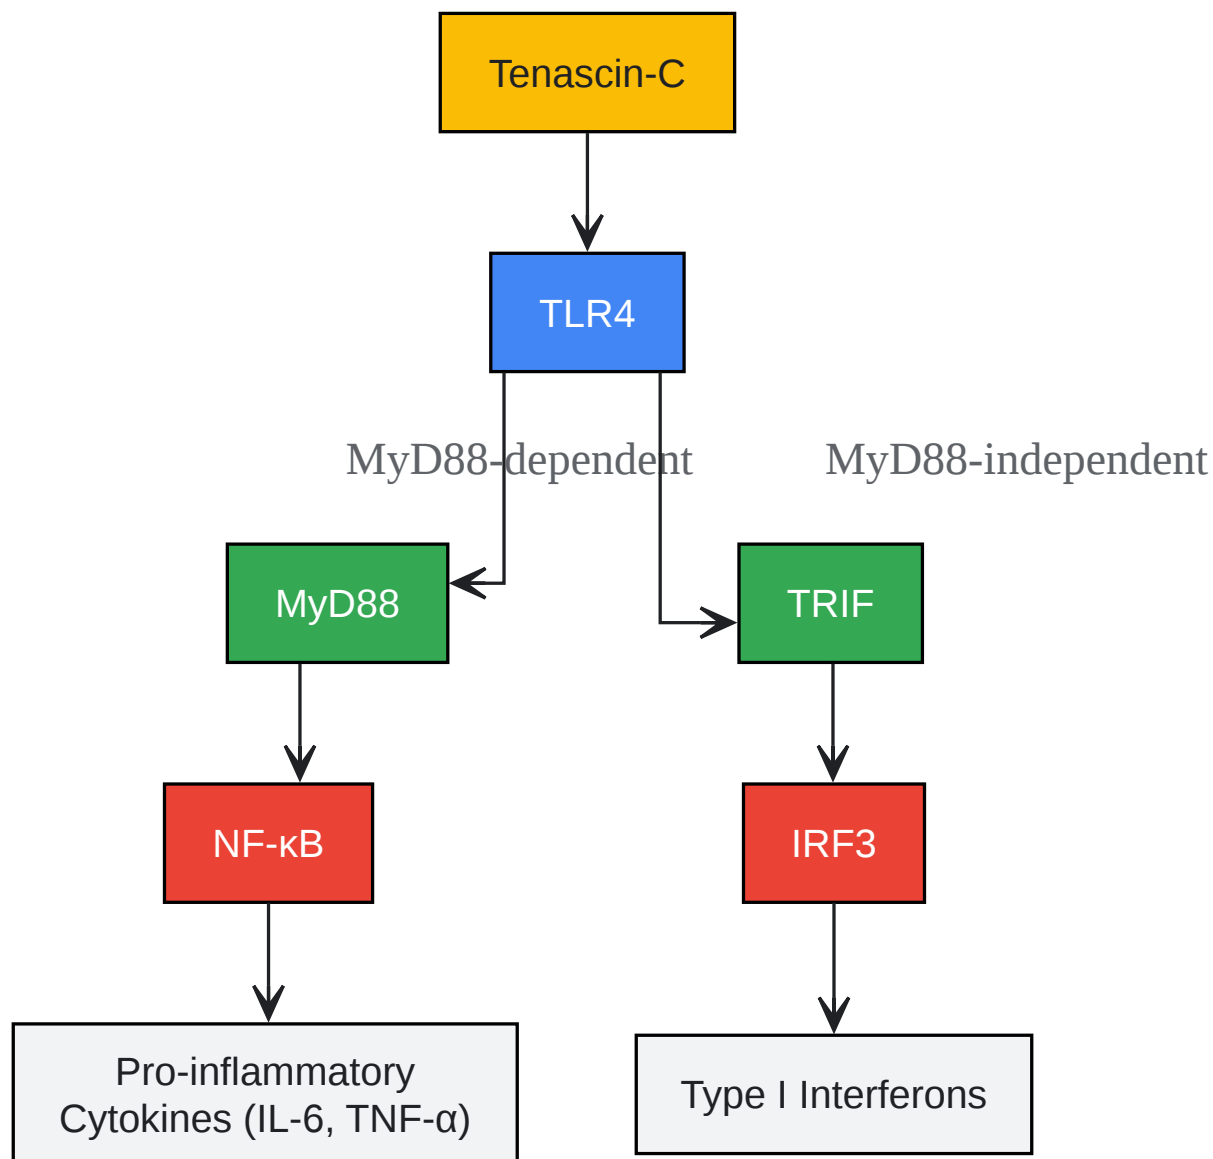 Tenascin-C
TLR4
MyD88-dependent
MyD88-independent
MyD88
TRIF
NF-κB
IRF3
Pro-inflammatory
Cytokines (IL-6, TNF-α)
Type I Interferons